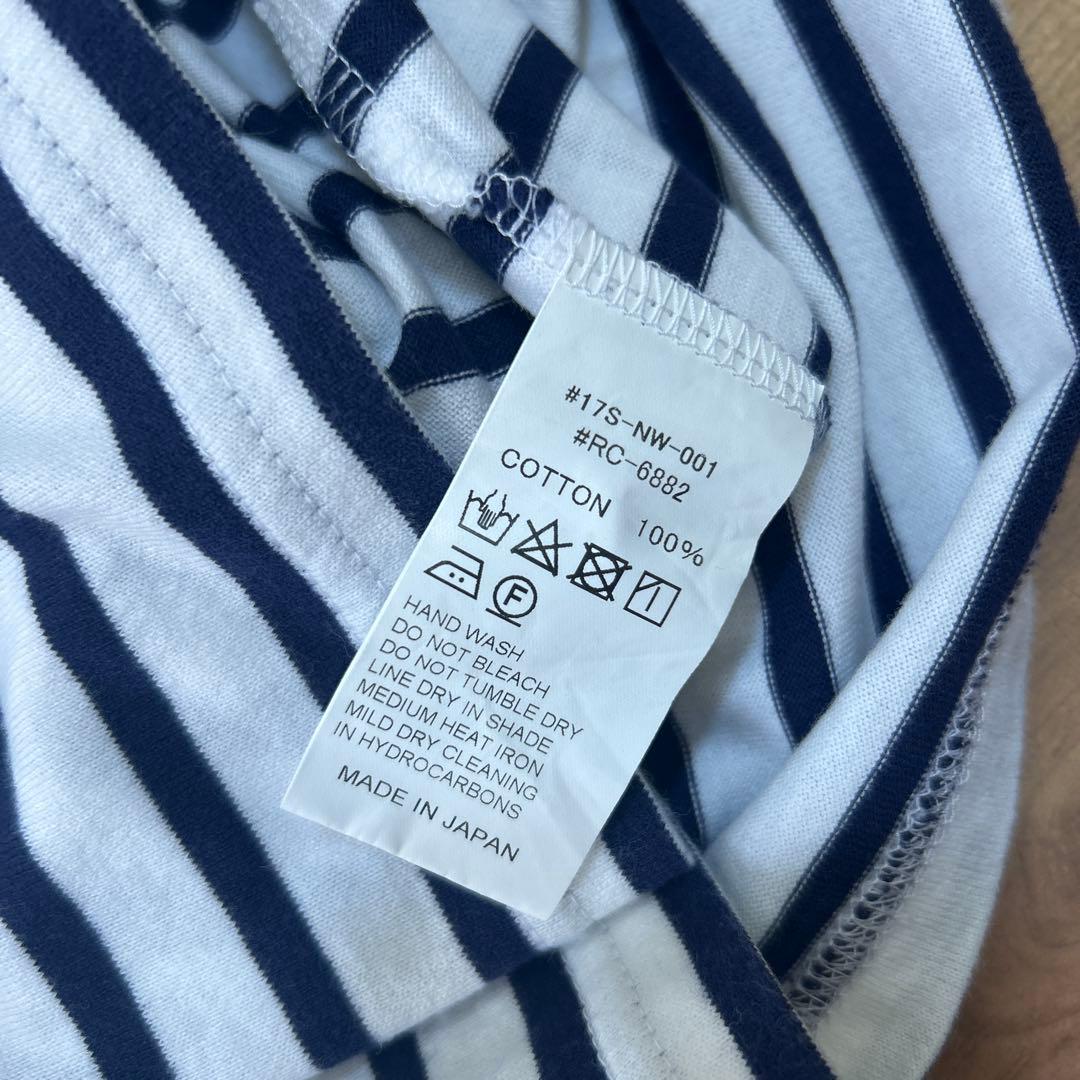 #17S-NW-001
#RC-6882
COTTON 100%
F
HAND WASH
DO NOT BLEACH
DO NOT TUMBLE DRY
LINE DRY IN SHADE
MEDIUM HEAT IRON
MILD DRY CLEANING
IN HYDROCARBONS
MADE IN JAPAN